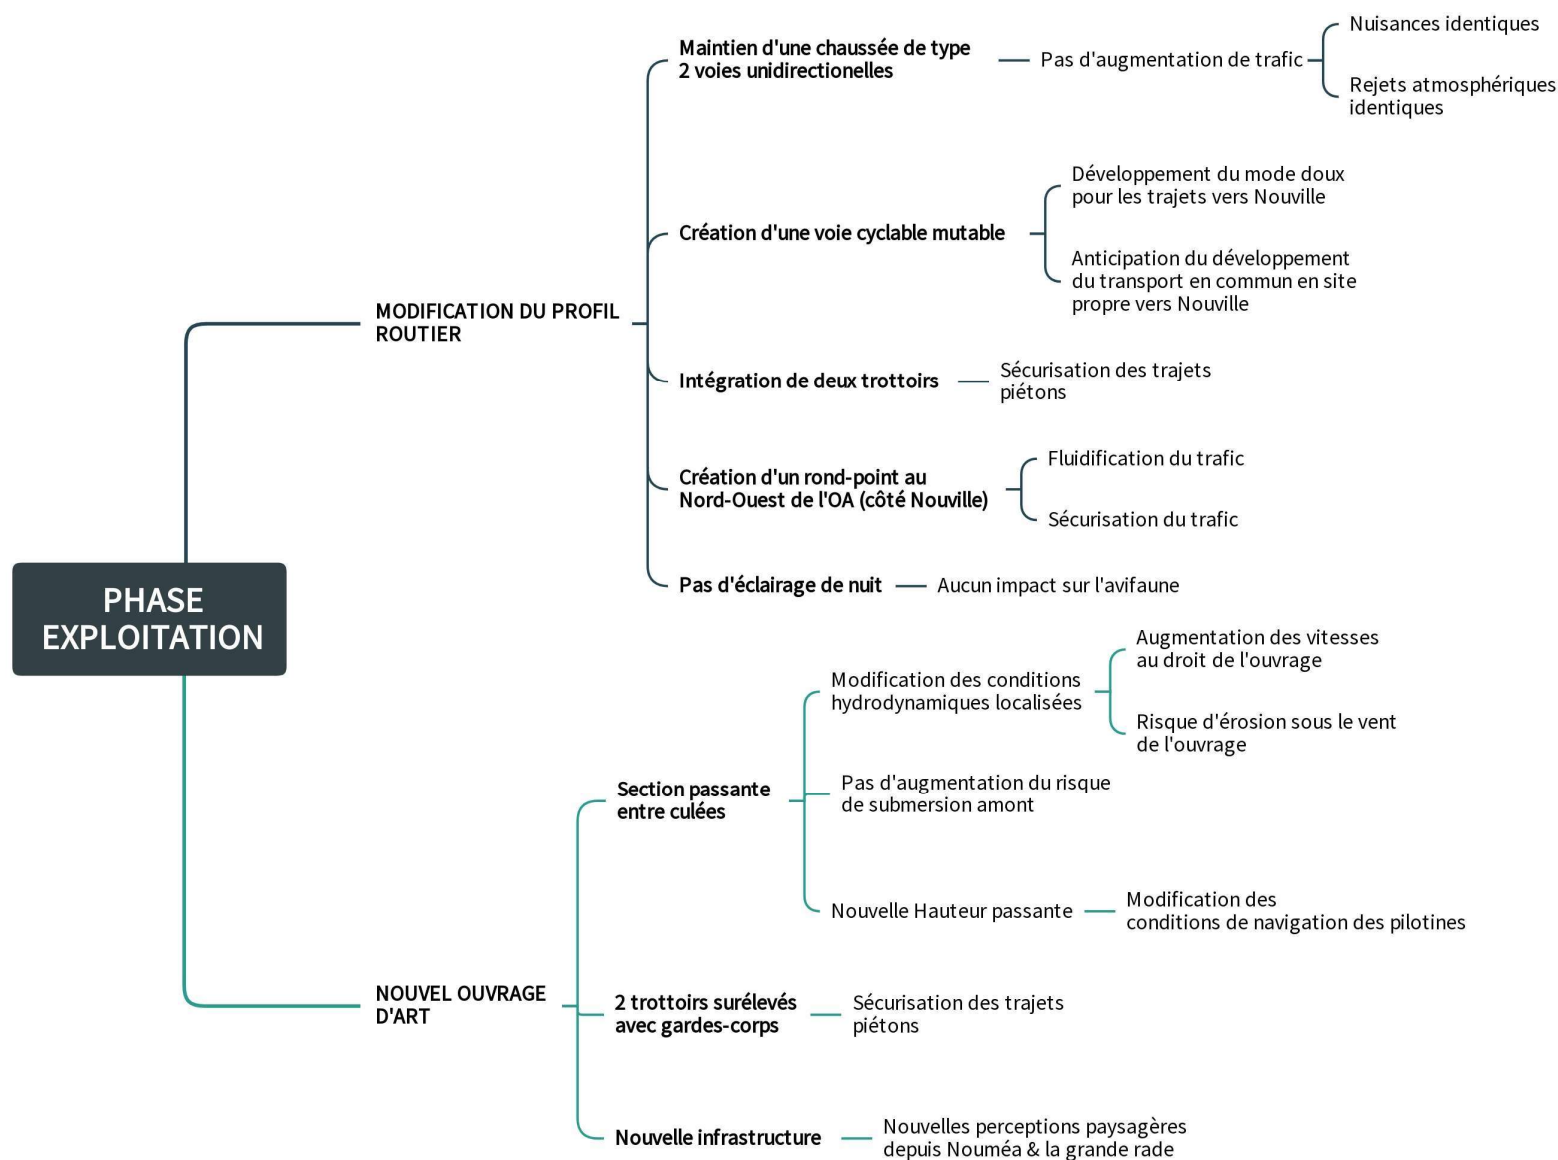 PHASE
EXPLOITATION
MODIFICATION DU PROFIL
ROUTIER
Maintien d'une chaussée de type
2 voies unidirectionelles
Pas d'augmentation de trafic
Nuisances identiques
Rejets atmosphériques
identiques
Création d'une voie cyclable mutable
Développement du mode doux
pour les trajets vers Nouville
Anticipation du développement
du transport en commun en site
propre vers Nouville
Intégration de deux trottoirs
Sécurisation des trajets
piétons
Création d'un rond-point au
Nord-Ouest de l'OA (côté Nouville)
Fluidification du trafic
Sécurisation du trafic
Pas d'éclairage de nuit
Aucun impact sur l'avifaune
NOUVEL OUVRAGE
D'ART
Section passante
entre culées
Modification des conditions
hydrodynamiques localisées
Augmentation des vitesses
au droit de l'ouvrage
Risque d'érosion sous le vent
de l'ouvrage
Pas d'augmentation du risque
de submersion amont
Nouvelle Hauteur passante
Modification des
conditions de navigation des pilotines
2 trottoirs surélevés
avec gardes-corps
Sécurisation des trajets
piétons
Nouvelle infrastructure
Nouvelles perceptions paysagères
depuis Nouméa & la grande rade